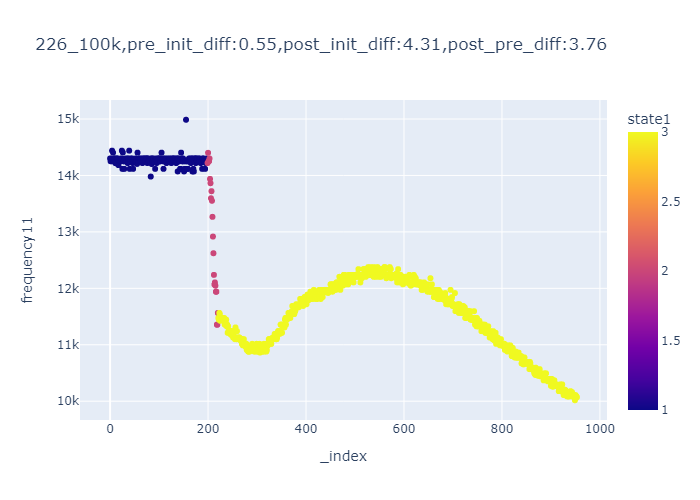 226_100k,pre_init_diff:0.55,post_init_diff:4.31,post_pre_diff:3.76
state1
15k
14k
13k
12k
11k
10k
frequency11
0
200
400
600
800
1000
_index
3
2.5
2
1.5
1